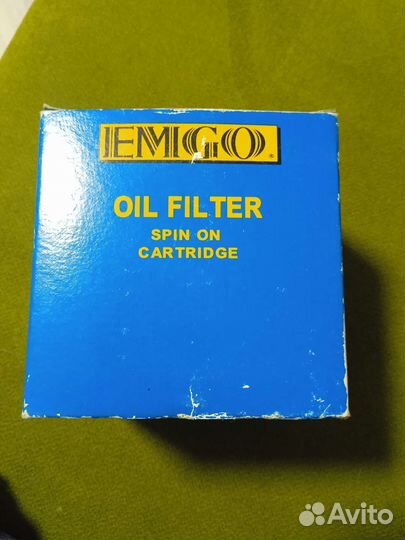 EMGO®
OIL FILTER
SPIN ON
CARTRIDGE
Avito